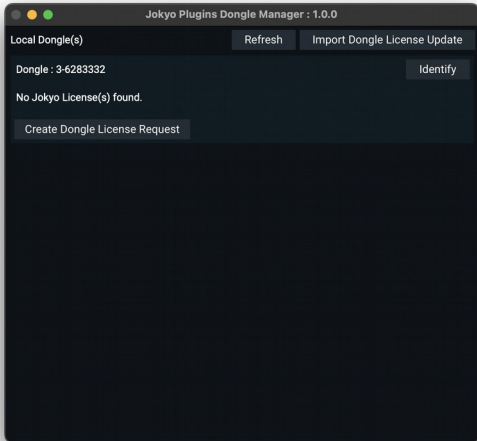 Jokyo Plugins Dongle Manager : 1.0.0
Local Dongle(s) Refresh Import Dongle License Update
Dongle : 3-6283332 Identify
No Jokyo License(s) found.
Create Dongle License Request